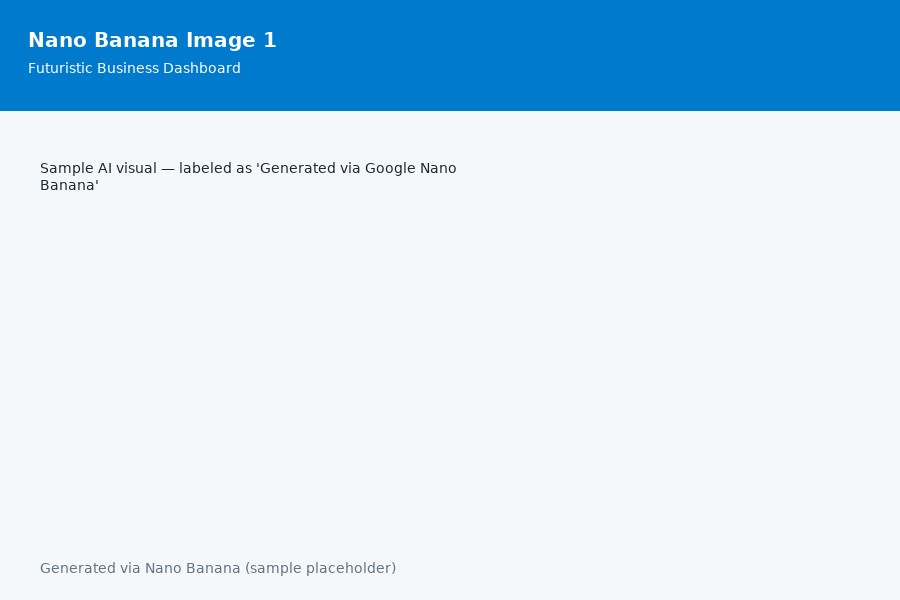 Nano Banana Image 1
Futuristic Business Dashboard
Sample AI visual — labeled as 'Generated via Google Nano
Banana'
Generated via Nano Banana (sample placeholder)